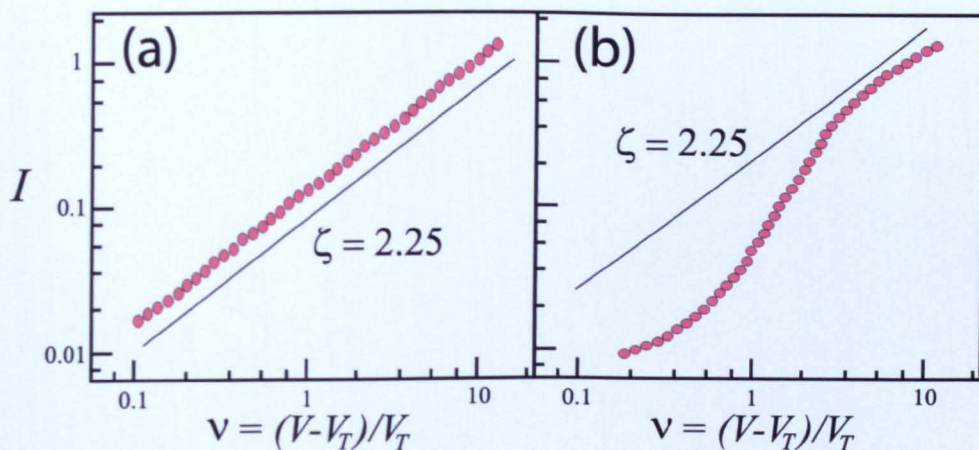 (a)
1
0.1
0.01
I
ζ = 2.25
0.1
1
10
ν = (V-V_T)/V_T
(b)
ζ = 2.25
0.1
1
10
ν = (V-V_T)/V_T